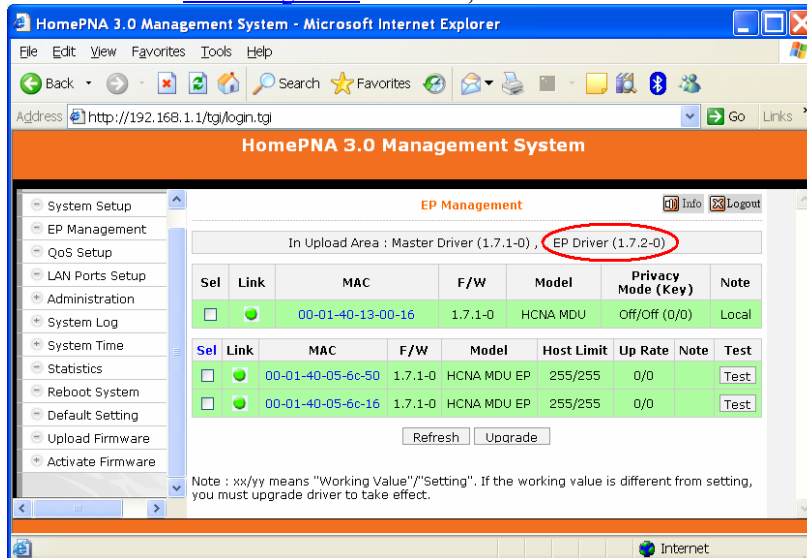 HomePNA 3.0 Management System - Microsoft Internet Explorer
File Edit View Favorites Tools Help
Back Search Favorites
Address http://192.168.1.1/tgi/login.tgi Go Links
HomePNA 3.0 Management System
System Setup
EP Management
QoS Setup
LAN Ports Setup
Administration
System Log
System Time
Statistics
Reboot System
Default Setting
Upload Firmware
Activate Firmware
EP Management Info Logout
In Upload Area : Master Driver (1.7.1-0) , EP Driver (1.7.2-0)
Sel Link MAC F/W Model Privacy Mode (Key) Note
00-01-40-13-00-16 1.7.1-0 HCNA MDU Off/Off (0/0) Local
Sel Link MAC F/W Model Host Limit Up Rate Note Test
00-01-40-05-6c-50 1.7.1-0 HCNA MDU EP 255/255 0/0 Test
00-01-40-05-6c-16 1.7.1-0 HCNA MDU EP 255/255 0/0 Test
Refresh Upgrade
Note : xx/yy means "Working Value"/"Setting". If the working value is different from setting,
you must upgrade driver to take effect.
Internet